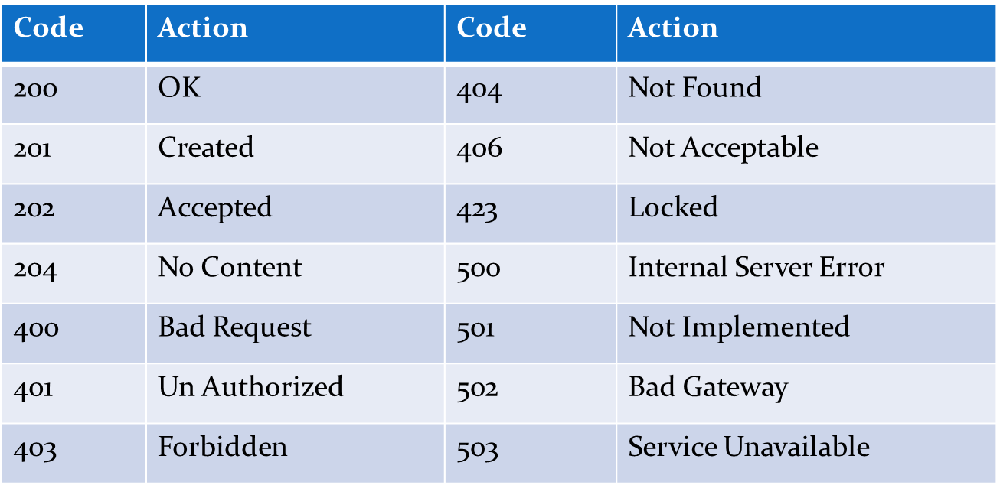 Code Action Code Action
200 OK 404 Not Found
201 Created 406 Not Acceptable
202 Accepted 423 Locked
204 No Content 500 Internal Server Error
400 Bad Request 501 Not Implemented
401 Un Authorized 502 Bad Gateway
403 Forbidden 503 Service Unavailable